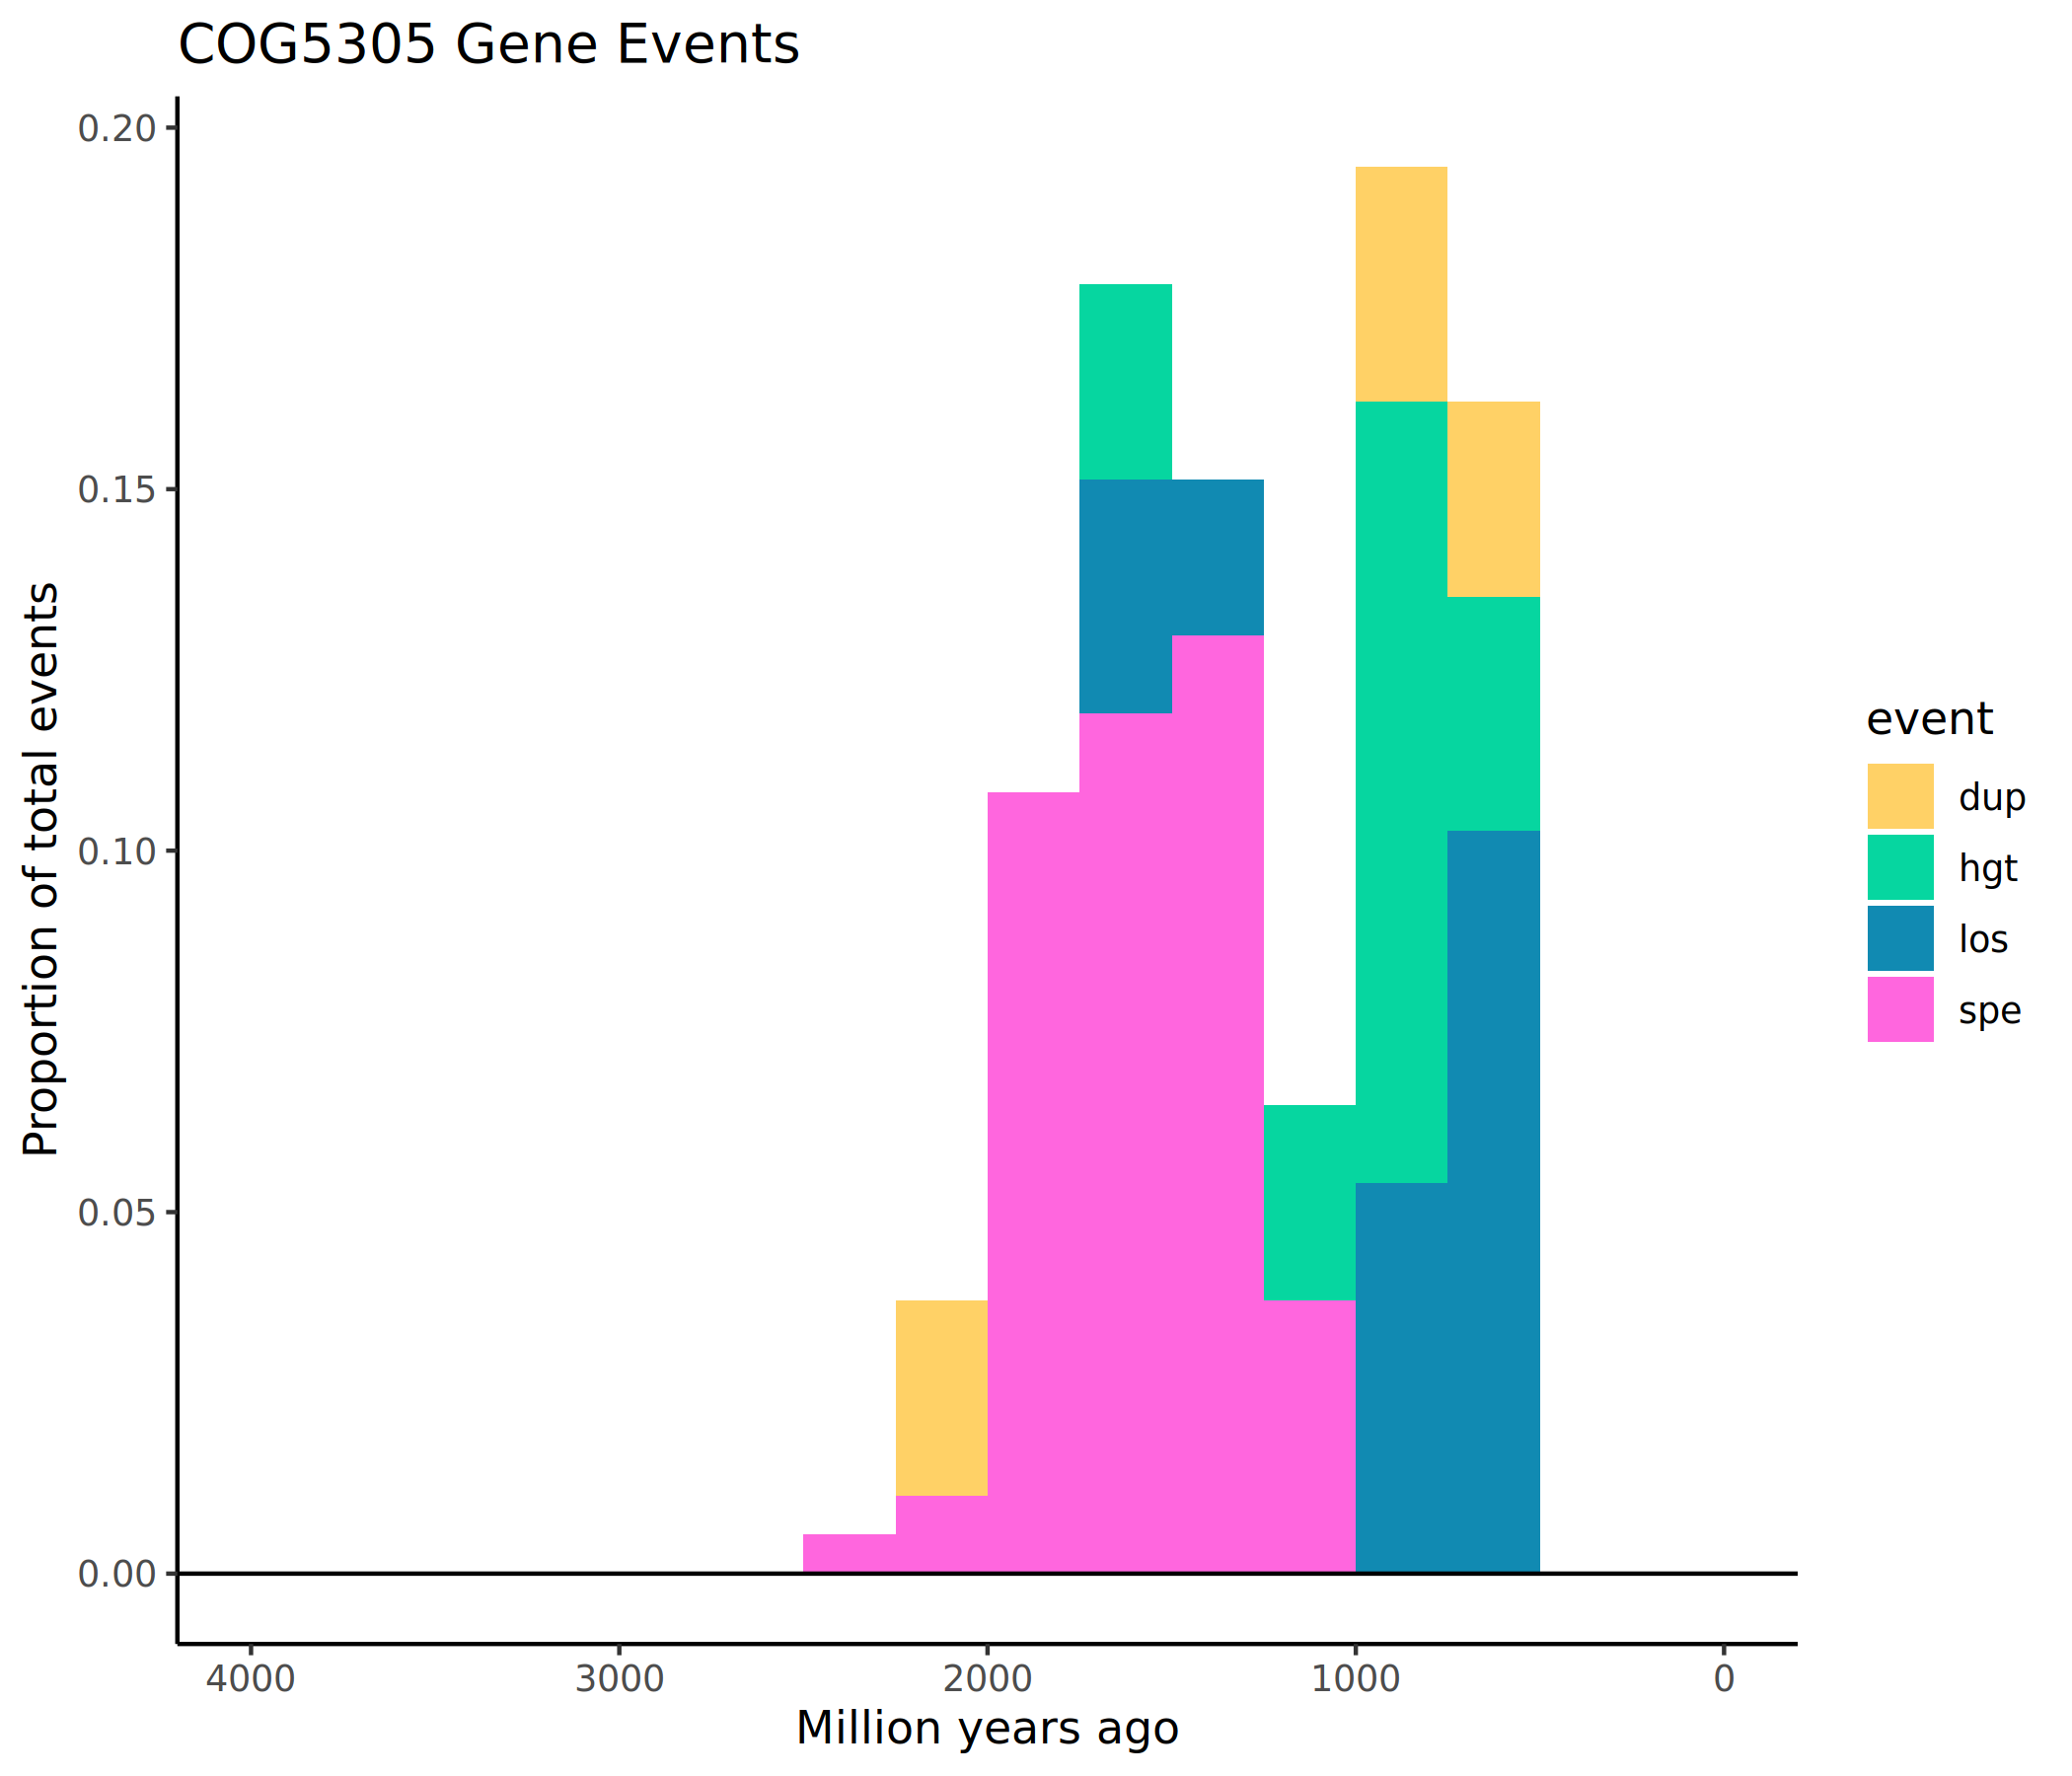 COG5305 Gene Events
Proportion of total events
0.20
0.15
0.10
0.05
0.00
4000 3000 2000 1000 0
Million years ago
event
dup
hgt
los
spe